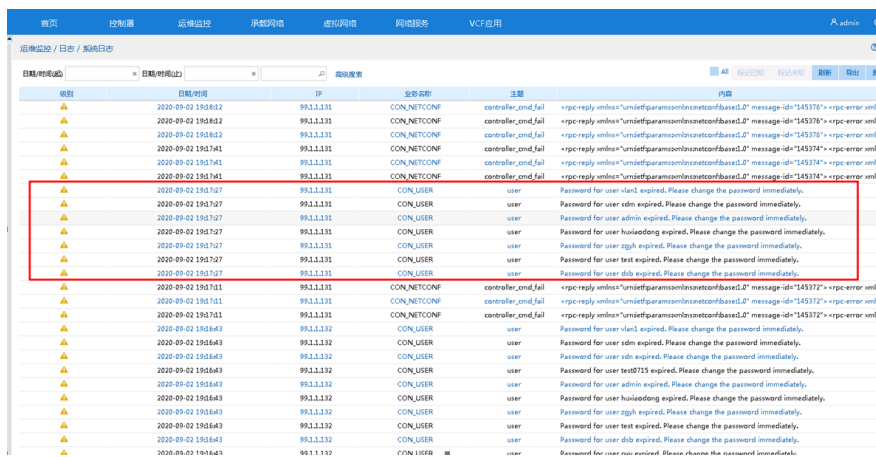 首页 控制器 运维监控 承载网络 虚拟网络 网络服务 VCF应用 admin
运维监控 / 日志 / 系统日志
日期/时间(起) 日期/时间(止) 高级搜索 All 标记已知 标记未知 刷新 导出
级别 日期/时间 IP 业务名称 主题 内容
2020-09-02 19:18:12 99.1.1.131 CON_NETCONF controller_cmd_fail <rpc-reply xmlns="urn:ietf:params:xml:ns:netconf:base:1.0" message-id="145376"> <rpc-error xml
2020-09-02 19:18:12 99.1.1.131 CON_NETCONF controller_cmd_fail <rpc-reply xmlns="urn:ietf:params:xml:ns:netconf:base:1.0" message-id="145376"> <rpc-error xml
2020-09-02 19:18:12 99.1.1.131 CON_NETCONF controller_cmd_fail <rpc-reply xmlns="urn:ietf:params:xml:ns:netconf:base:1.0" message-id="145376"> <rpc-error xml
2020-09-02 19:17:41 99.1.1.131 CON_NETCONF controller_cmd_fail <rpc-reply xmlns="urn:ietf:params:xml:ns:netconf:base:1.0" message-id="145374"> <rpc-error xml
2020-09-02 19:17:41 99.1.1.131 CON_NETCONF controller_cmd_fail <rpc-reply xmlns="urn:ietf:params:xml:ns:netconf:base:1.0" message-id="145374"> <rpc-error xml
2020-09-02 19:17:41 99.1.1.131 CON_NETCONF controller_cmd_fail <rpc-reply xmlns="urn:ietf:params:xml:ns:netconf:base:1.0" message-id="145374"> <rpc-error xml
2020-09-02 19:17:27 99.1.1.131 CON_USER user Password for user vlan1 expired. Please change the password immediately.
2020-09-02 19:17:27 99.1.1.131 CON_USER user Password for user sdm expired. Please change the password immediately.
2020-09-02 19:17:27 99.1.1.131 CON_USER user Password for user admin expired. Please change the password immediately.
2020-09-02 19:17:27 99.1.1.131 CON_USER user Password for user huxiaodong expired. Please change the password immediately.
2020-09-02 19:17:27 99.1.1.131 CON_USER user Password for user zgyh expired. Please change the password immediately.
2020-09-02 19:17:27 99.1.1.131 CON_USER user Password for user test expired. Please change the password immediately.
2020-09-02 19:17:27 99.1.1.131 CON_USER user Password for user dsb expired. Please change the password immediately.
2020-09-02 19:17:11 99.1.1.131 CON_NETCONF controller_cmd_fail <rpc-reply xmlns="urn:ietf:params:xml:ns:netconf:base:1.0" message-id="145372"> <rpc-error xml
2020-09-02 19:17:11 99.1.1.131 CON_NETCONF controller_cmd_fail <rpc-reply xmlns="urn:ietf:params:xml:ns:netconf:base:1.0" message-id="145372"> <rpc-error xml
2020-09-02 19:17:11 99.1.1.131 CON_NETCONF controller_cmd_fail <rpc-reply xmlns="urn:ietf:params:xml:ns:netconf:base:1.0" message-id="145372"> <rpc-error xml
2020-09-02 19:16:43 99.1.1.132 CON_USER user Password for user vlan1 expired. Please change the password immediately.
2020-09-02 19:16:43 99.1.1.132 CON_USER user Password for user sdm expired. Please change the password immediately.
2020-09-02 19:16:43 99.1.1.132 CON_USER user Password for user sdn expired. Please change the password immediately.
2020-09-02 19:16:43 99.1.1.132 CON_USER user Password for user test0715 expired. Please change the password immediately.
2020-09-02 19:16:43 99.1.1.132 CON_USER user Password for user admin expired. Please change the password immediately.
2020-09-02 19:16:43 99.1.1.132 CON_USER user Password for user huxiaodong expired. Please change the password immediately.
2020-09-02 19:16:43 99.1.1.132 CON_USER user Password for user zgyh expired. Please change the password immediately.
2020-09-02 19:16:43 99.1.1.132 CON_USER user Password for user test expired. Please change the password immediately.
2020-09-02 19:16:43 99.1.1.132 CON_USER user Password for user dsb expired. Please change the password immediately.
2020-09-02 19:16:43 99.1.1.132 CON_USER user Password for user expired. Please change the password immediately.